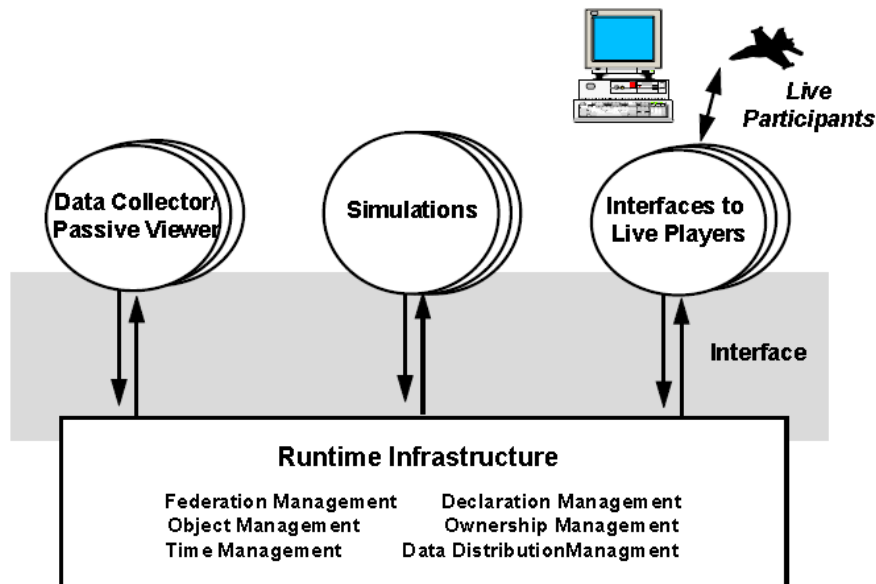 Live
Participants
Data Collector/
Passive Viewer
Simulations
Interfaces to
Live Players
Interface
Runtime Infrastructure
Federation Management Declaration Management
Object Management Ownership Management
Time Management Data DistributionManagment